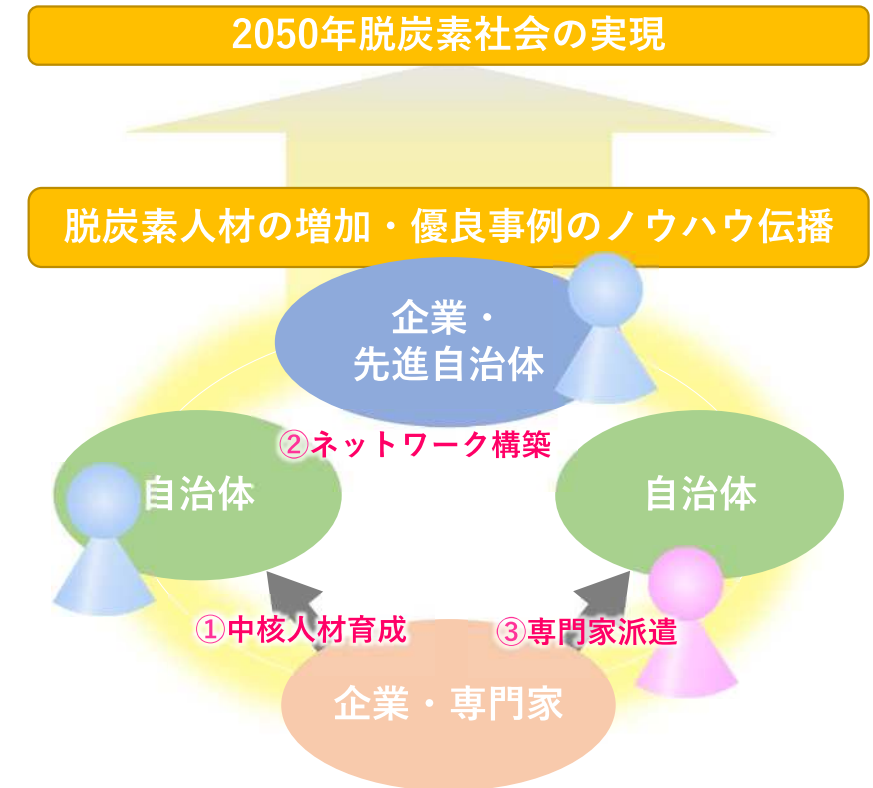 2050年脱炭素社会の実現
脱炭素人材の増加・優良事例のノウハウ伝播
企業・
先進自治体
②ネットワーク構築
自治体
自治体
①中核人材育成
③専門家派遣
企業・専門家